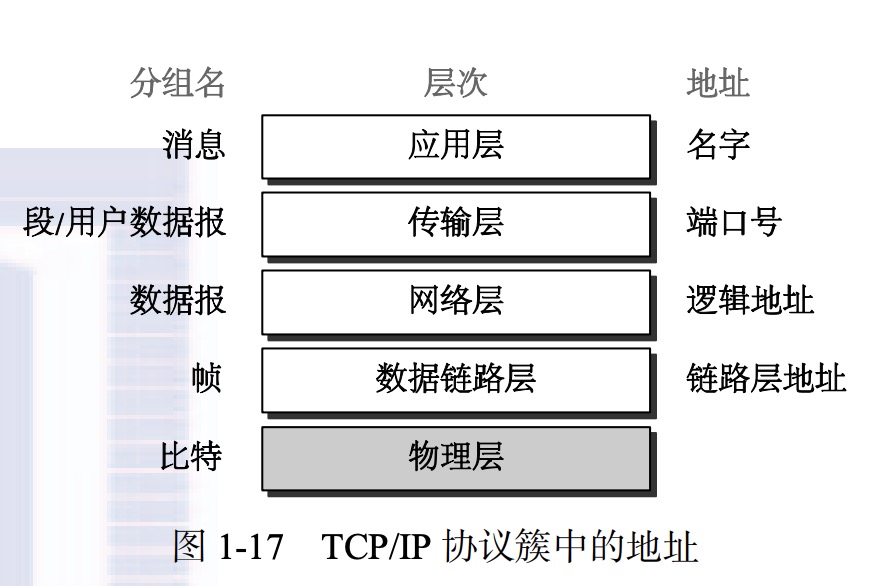 分组名 层次 地址
消息 应用层 名字
段/用户数据报 传输层 端口号
数据报 网络层 逻辑地址
帧 数据链路层 链路层地址
比特 物理层
图 1-17 TCP/IP 协议簇中的地址